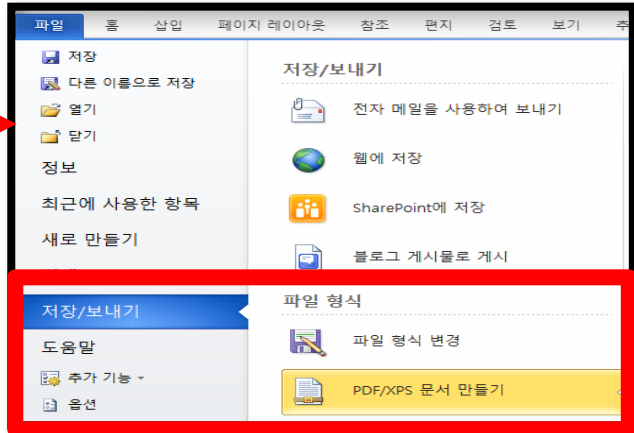 파일 홈 삽입 페이지 레이아웃 참조 편지 검토 보기
저장
다른 이름으로 저장
열기
닫기
정보
최근에 사용한 항목
새로 만들기
저장/보내기
도움말
추가 기능
옵션
저장/보내기
전자 메일을 사용하여 보내기
웹에 저장
SharePoint에 저장
블로그 게시물로 게시
파일 형식
파일 형식 변경
PDF/XPS 문서 만들기